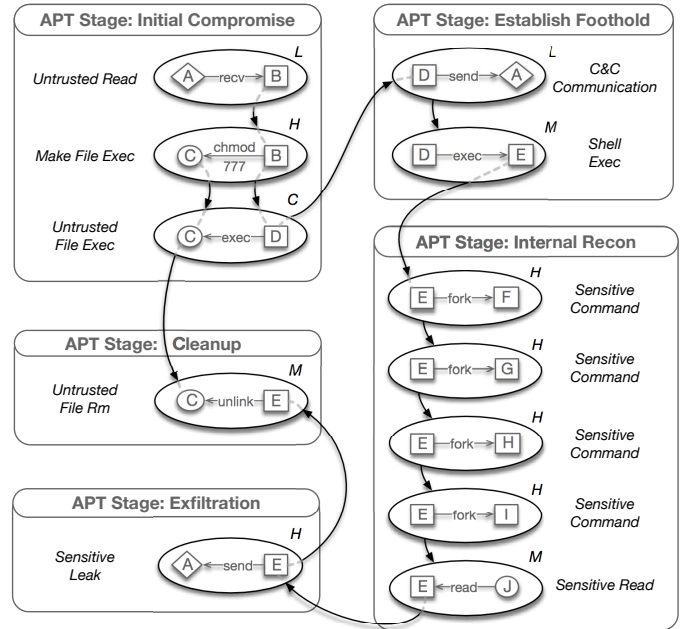 APT Stage: Initial Compromise
L
Untrusted Read
A recv B
H
Make File Exec
C chmod 777 B
C
Untrusted
File Exec
C exec D
APT Stage: Establish Foothold
L
D send A
C&C
Communication
M
D exec E
Shell
Exec
APT Stage: Internal Recon
H
E fork F
Sensitive
Command
H
E fork G
Sensitive
Command
H
E fork H
Sensitive
Command
H
E fork I
Sensitive
Command
M
E read J
Sensitive Read
APT Stage: Cleanup
M
Untrusted
File Rm
C unlink E
APT Stage: Exfiltration
H
Sensitive
Leak
A send E